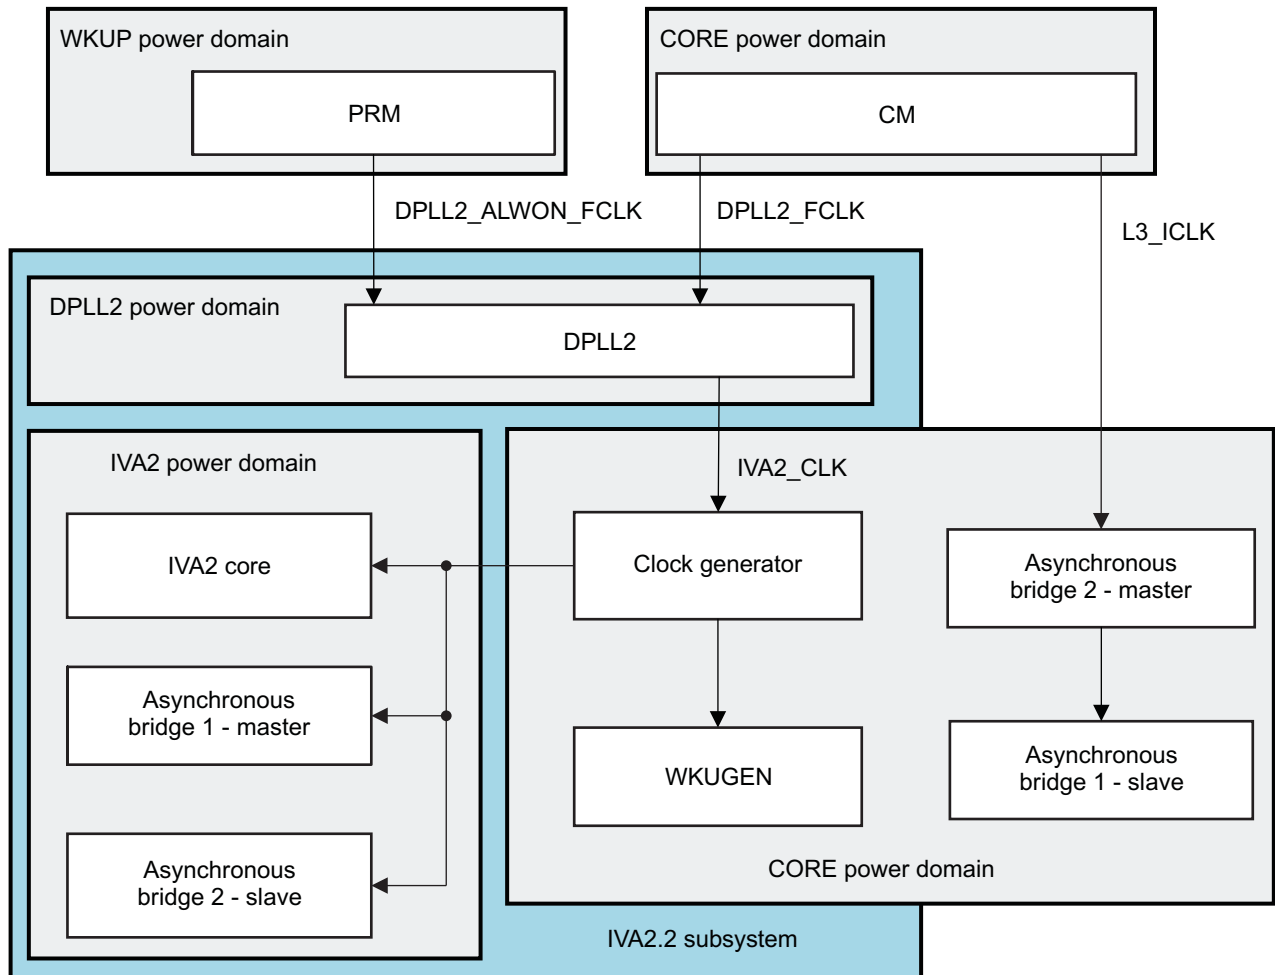 WKUP power domain
CORE power domain
PRM
CM
DPLL2_ALWON_FCLK
DPLL2_FCLK
L3_ICLK
DPLL2 power domain
DPLL2
IVA2 power domain
IVA2_CLK
IVA2 core
Clock generator
Asynchronous
bridge 2 - master
Asynchronous
bridge 1 - master
WKUGEN
Asynchronous
bridge 1 - slave
Asynchronous
bridge 2 - slave
CORE power domain
IVA2.2 subsystem